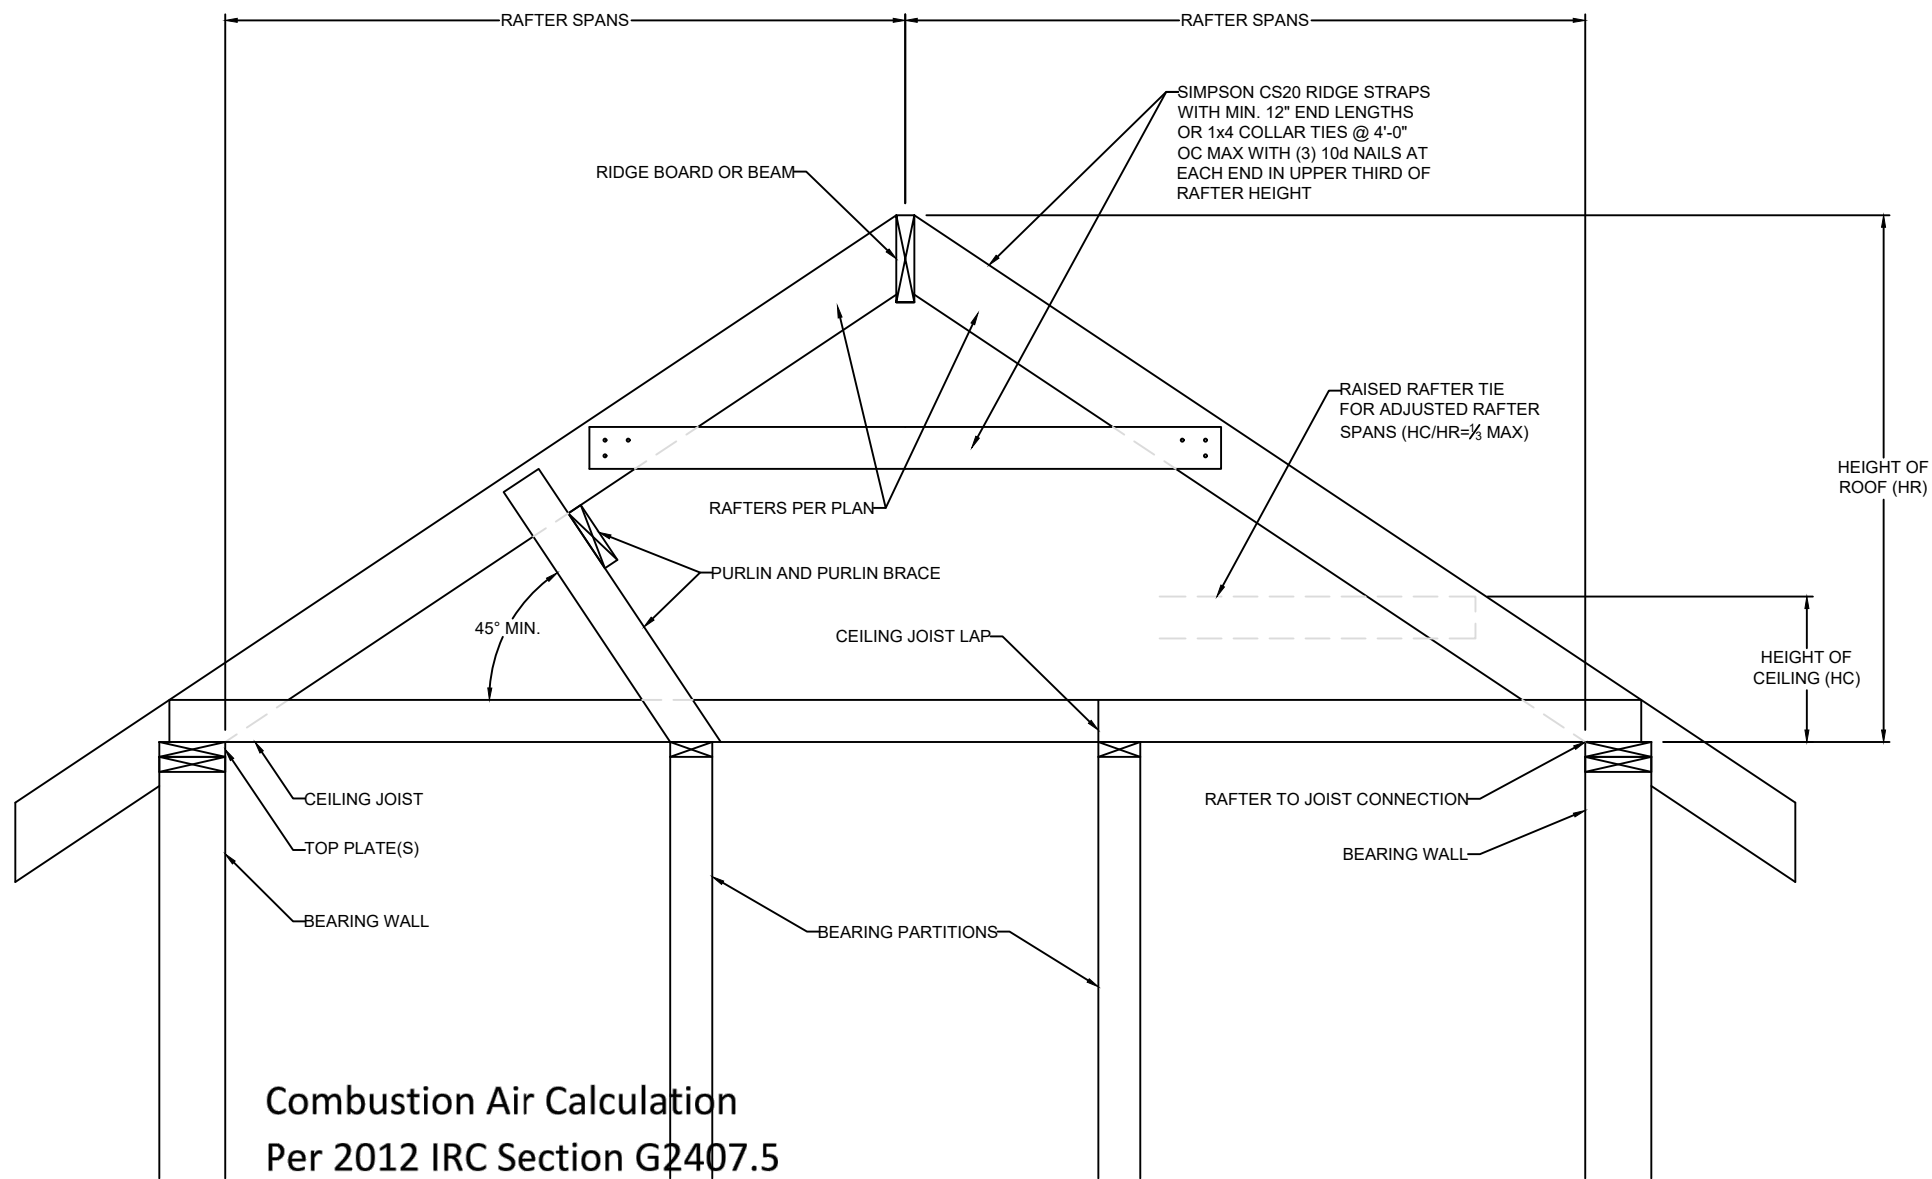 RAFTER SPANS
RAFTER SPANS
SIMPSON CS20 RIDGE STRAPS
WITH MIN. 12" END LENGTHS
OR 1x4 COLLAR TIES @ 4'-0"
OC MAX WITH (3) 10d NAILS AT
EACH END IN UPPER THIRD OF
RAFTER HEIGHT
RIDGE BOARD OR BEAM
RAISED RAFTER TIE
FOR ADJUSTED RAFTER
SPANS (HC/HR=⅓ MAX)
HEIGHT OF
ROOF (HR)
RAFTERS PER PLAN
PURLIN AND PURLIN BRACE
45° MIN.
CEILING JOIST LAP
HEIGHT OF
CEILING (HC)
CEILING JOIST
RAFTER TO JOIST CONNECTION
TOP PLATE(S)
BEARING WALL
BEARING WALL
BEARING PARTITIONS
Combustion Air Calculation
Per 2012 IRC Section G2407.5